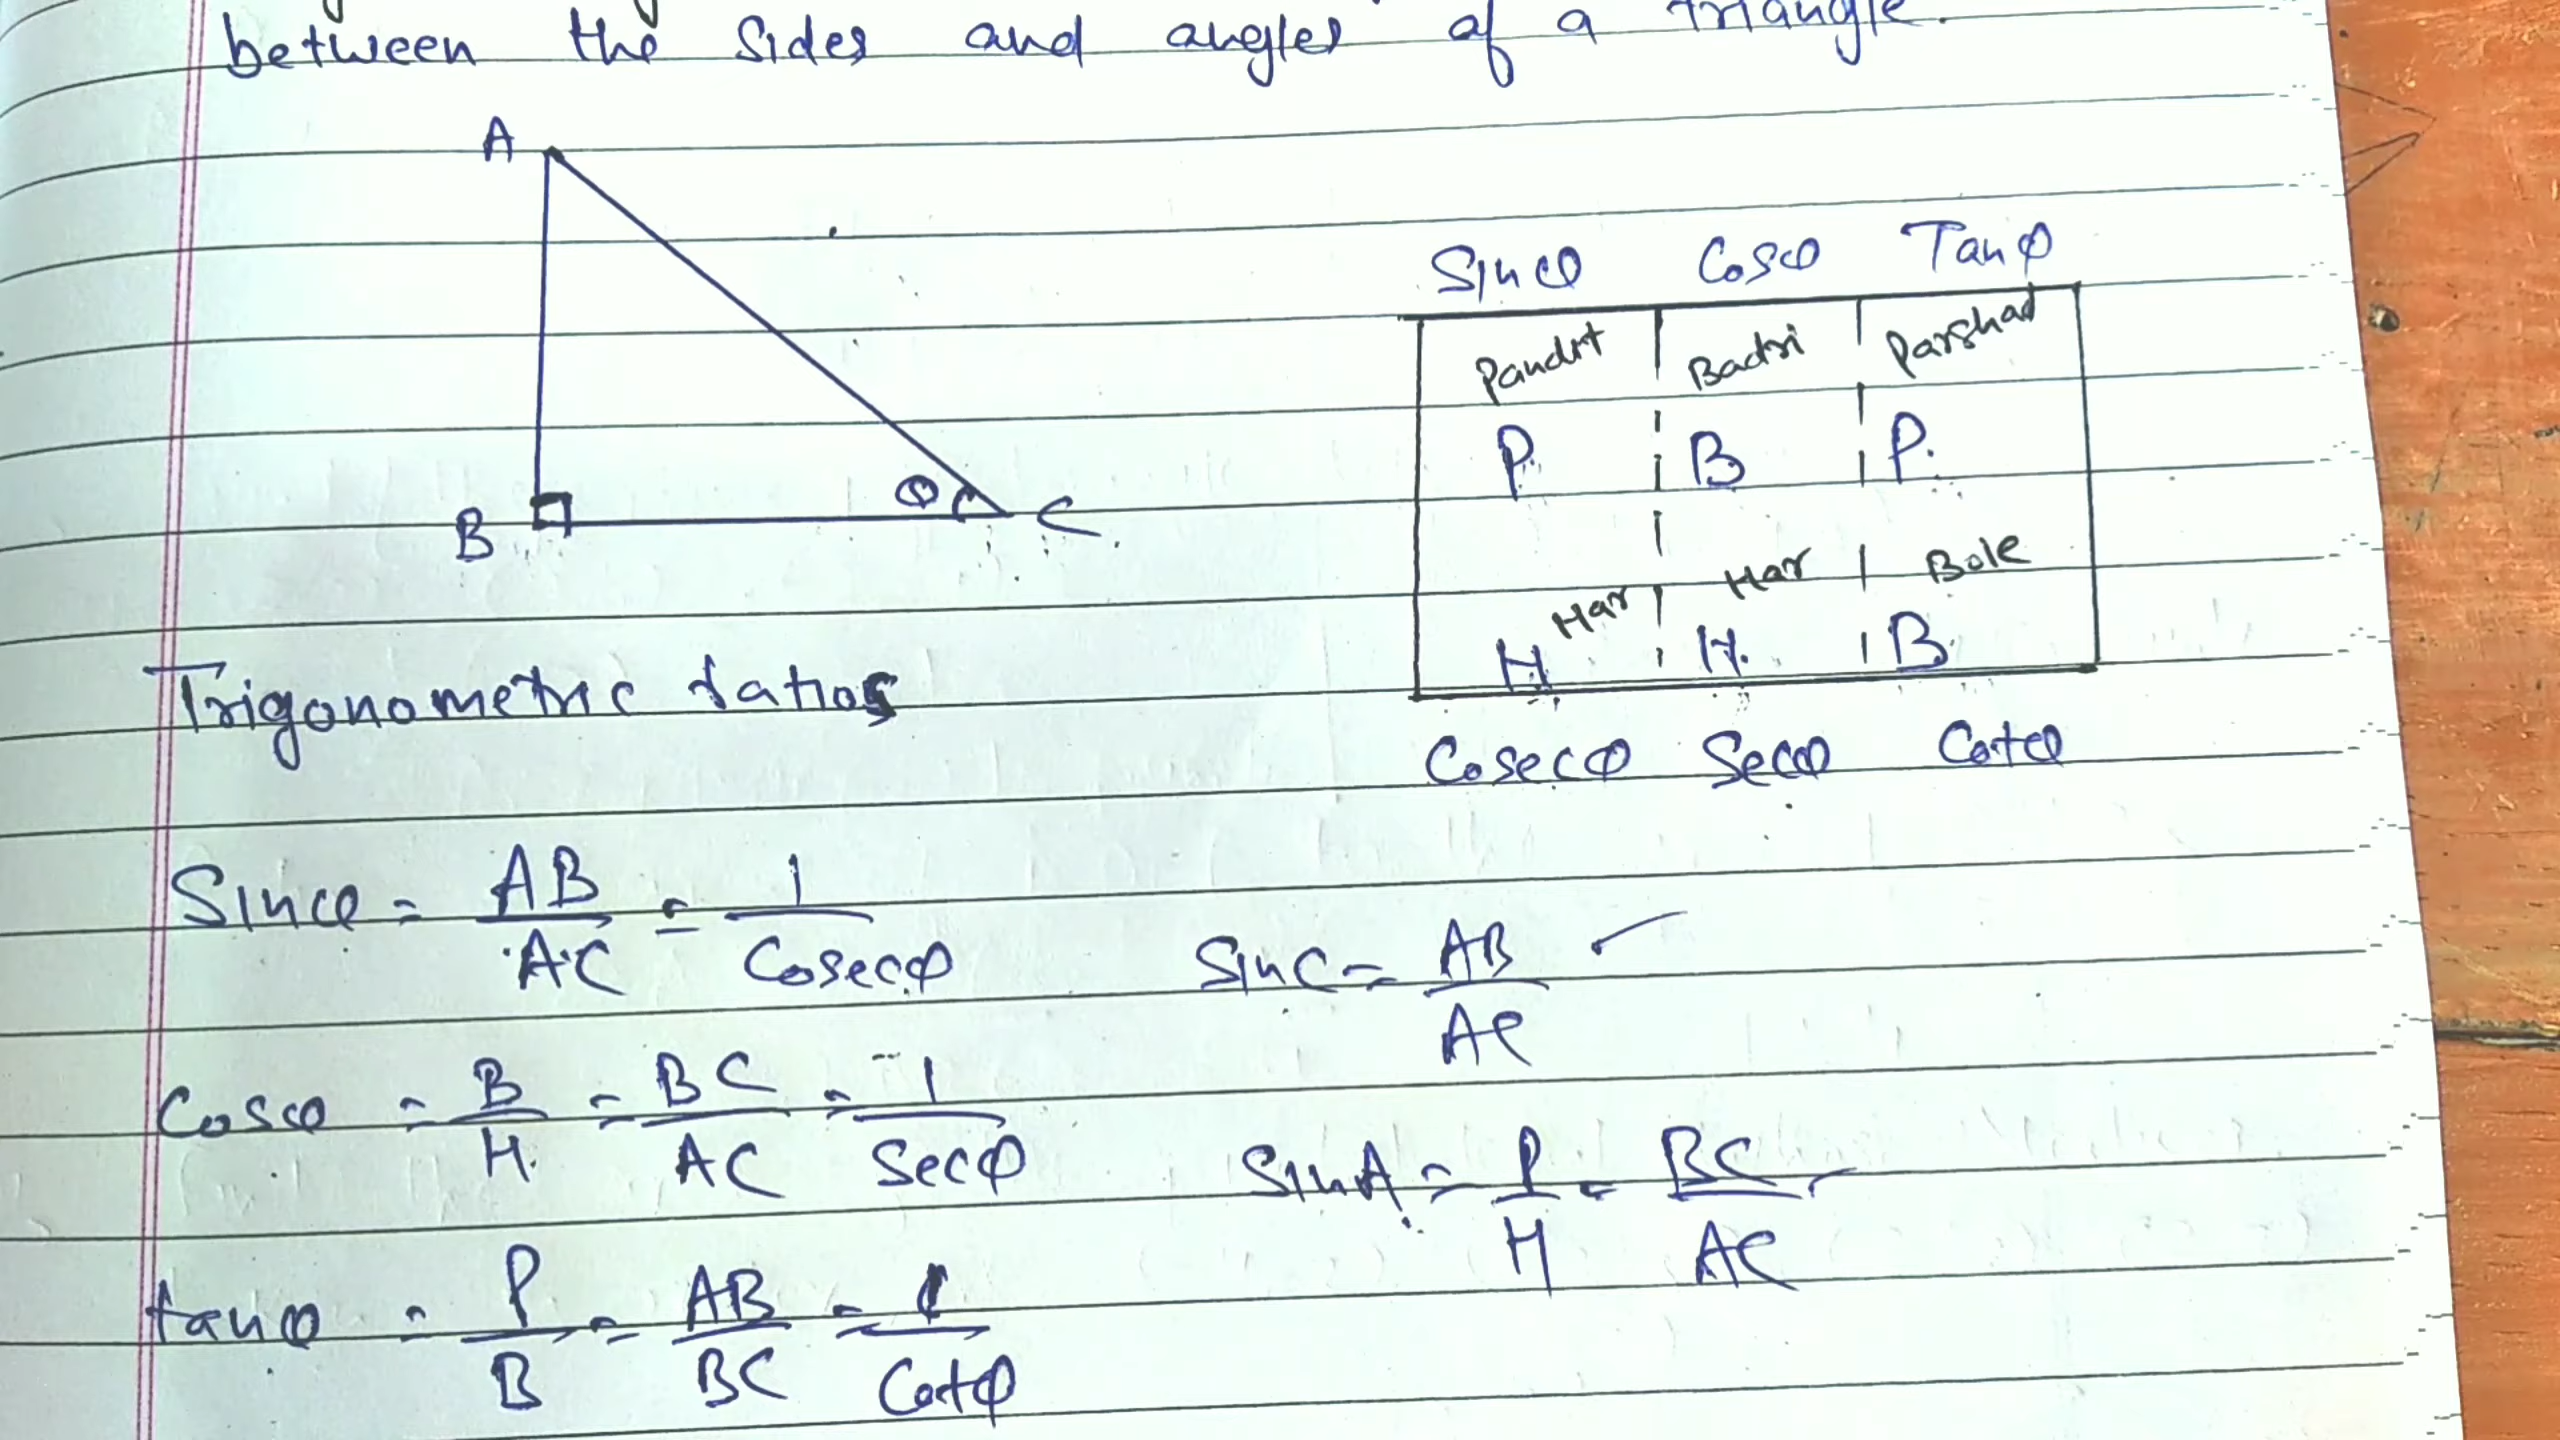 between the sides and angles of a triangle.
A
B
θ
C
Sinθ Cosθ Tanθ
Pandit Badri Parshad
P B P.
Har Har Bole
H H. B.
Cosecθ Secθ Cotθ
Trigonometric ratios
Sinθ = AB/AC = 1/Cosecθ
SinC = AB/AC ✓
Cosθ = B/H. = BC/AC = 1/Secθ
SinA = P/H = BC/AC
tanθ = P/B = AB/BC = 1/Cotθ